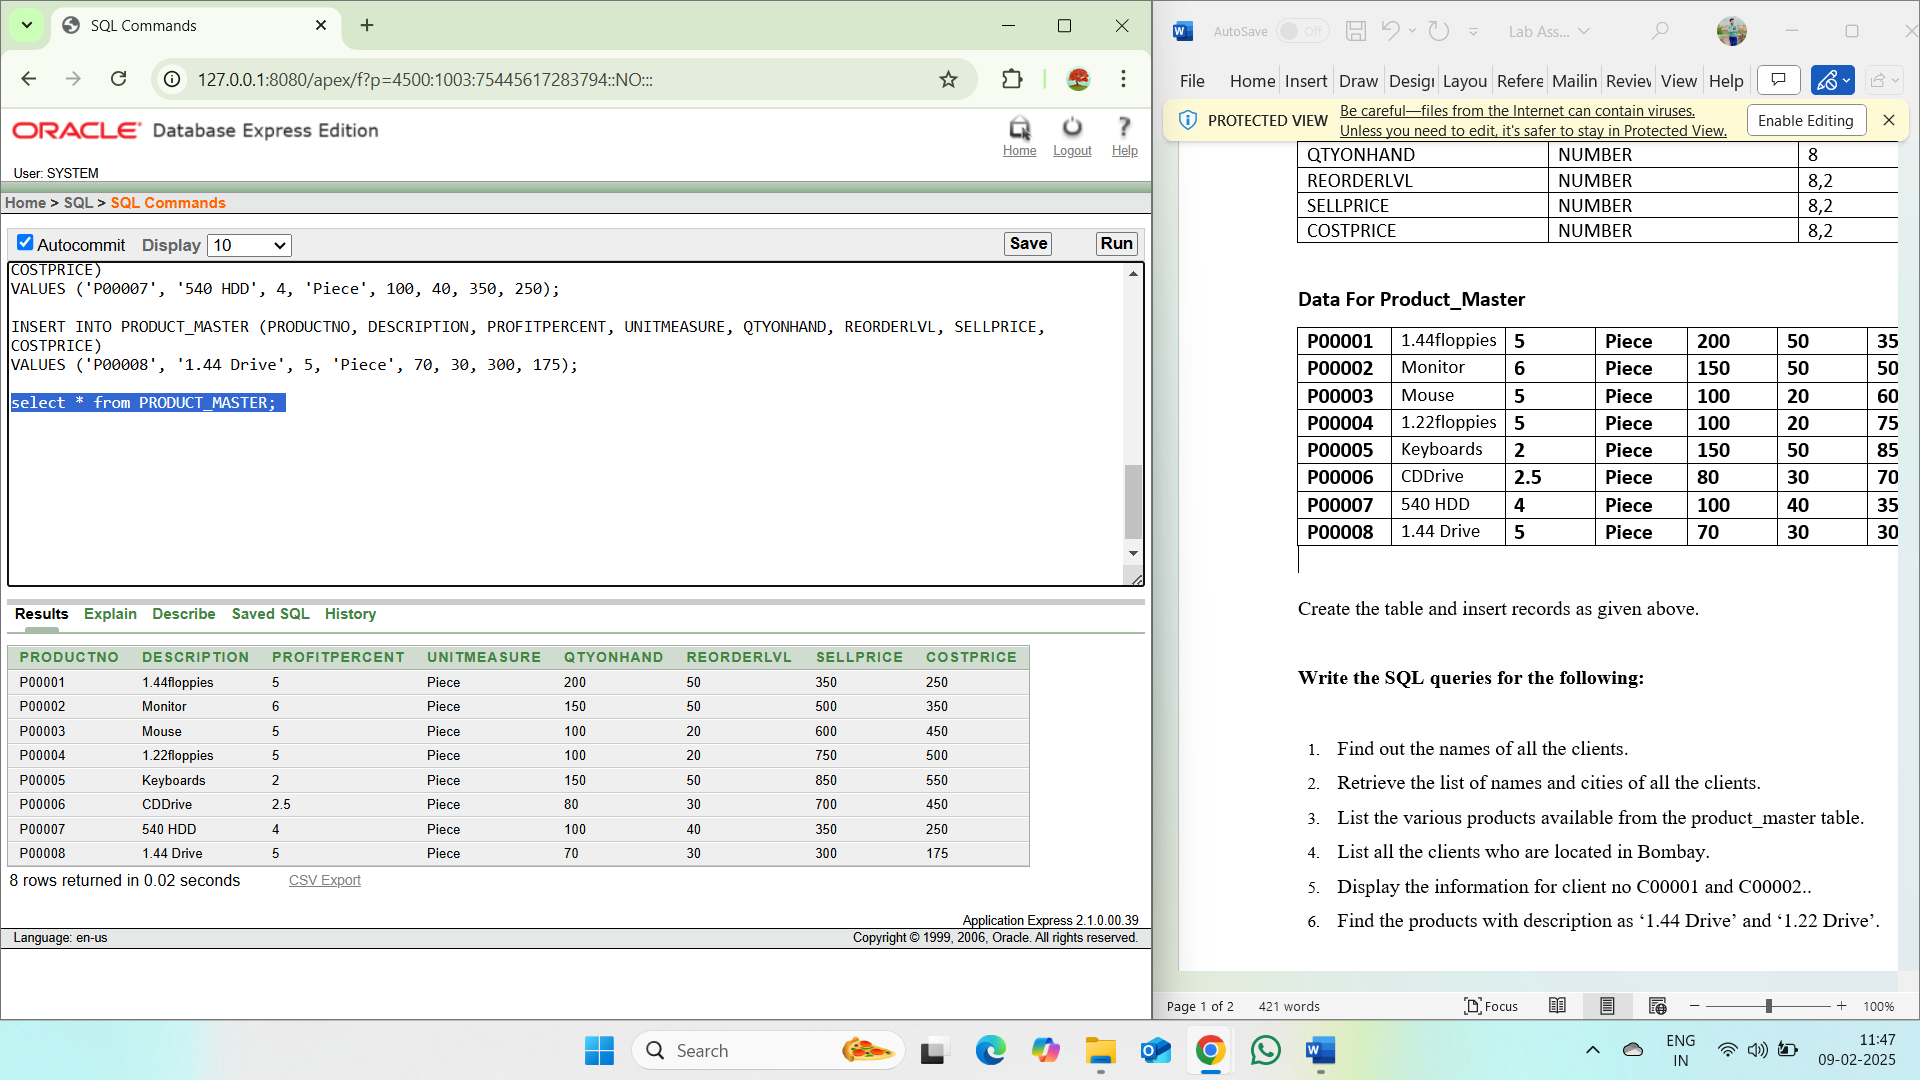 SQL Commands
127.0.0.1:8080/apex/f?p=4500:1003:75445617283794::NO:::
ORACLE Database Express Edition
Home Logout Help
User: SYSTEM
Home > SQL > SQL Commands
Autocommit Display 10 Save Run
COSTPRICE)
VALUES ('P00007', '540 HDD', 4, 'Piece', 100, 40, 350, 250);
INSERT INTO PRODUCT_MASTER (PRODUCTNO, DESCRIPTION, PROFITPERCENT, UNITMEASURE, QTYONHAND, REORDERLVL, SELLPRICE,
COSTPRICE)
VALUES ('P00008', '1.44 Drive', 5, 'Piece', 70, 30, 300, 175);
select * from PRODUCT_MASTER;
Results Explain Describe Saved SQL History
PRODUCTNO DESCRIPTION PROFITPERCENT UNITMEASURE QTYONHAND REORDERLVL SELLPRICE COSTPRICE
P00001 1.44floppies 5 Piece 200 50 350 250
P00002 Monitor 6 Piece 150 50 500 350
P00003 Mouse 5 Piece 100 20 600 450
P00004 1.22floppies 5 Piece 100 20 750 500
P00005 Keyboards 2 Piece 150 50 850 550
P00006 CDDrive 2.5 Piece 80 30 700 450
P00007 540 HDD 4 Piece 100 40 350 250
P00008 1.44 Drive 5 Piece 70 30 300 175
8 rows returned in 0.02 seconds CSV Export
Application Express 2.1.0.00.39
Language: en-us Copyright © 1999, 2006, Oracle. All rights reserved.
AutoSave Off Lab Ass...
File Home Insert Draw Desig Layou Refere Mailin Review View Help
PROTECTED VIEW Be careful—files from the Internet can contain viruses. Unless you need to edit, it's safer to stay in Protected View. Enable Editing
QTYONHAND NUMBER 8
REORDERLVL NUMBER 8,2
SELLPRICE NUMBER 8,2
COSTPRICE NUMBER 8,2
Data For Product_Master
P00001 1.44floppies 5 Piece 200 50 35
P00002 Monitor 6 Piece 150 50 50
P00003 Mouse 5 Piece 100 20 60
P00004 1.22floppies 5 Piece 100 20 75
P00005 Keyboards 2 Piece 150 50 85
P00006 CDDrive 2.5 Piece 80 30 70
P00007 540 HDD 4 Piece 100 40 35
P00008 1.44 Drive 5 Piece 70 30 30
Create the table and insert records as given above.
Write the SQL queries for the following:
1. Find out the names of all the clients.
2. Retrieve the list of names and cities of all the clients.
3. List the various products available from the product_master table.
4. List all the clients who are located in Bombay.
5. Display the information for client no C00001 and C00002..
6. Find the products with description as ‘1.44 Drive’ and ‘1.22 Drive’.
Page 1 of 2 421 words Focus 100%
Search
ENG
IN
11:47
09-02-2025